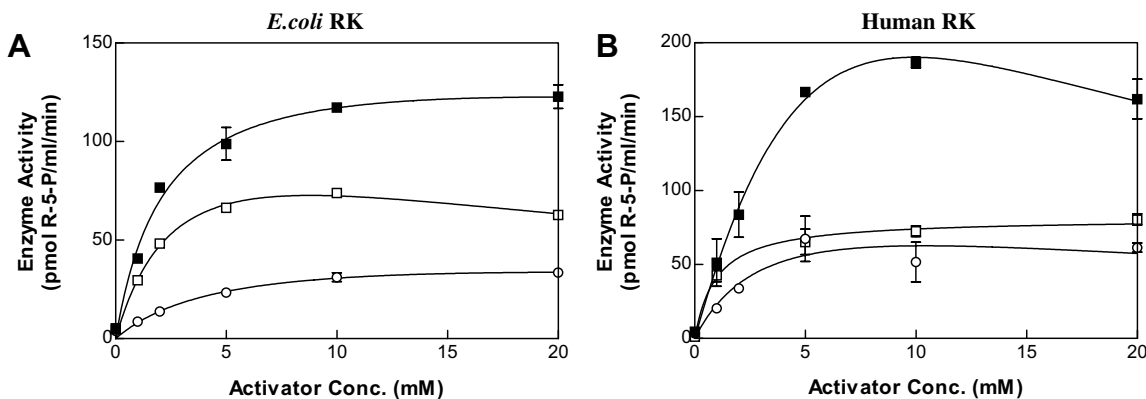 E.coli RK
A
150
100
50
0
0
5
10
15
20
Enzyme Activity
(pmol R-5-P/ml/min)
Activator Conc. (mM)
Human RK
B
200
150
100
50
0
0
5
10
15
20
Enzyme Activity
(pmol R-5-P/ml/min)
Activator Conc. (mM)